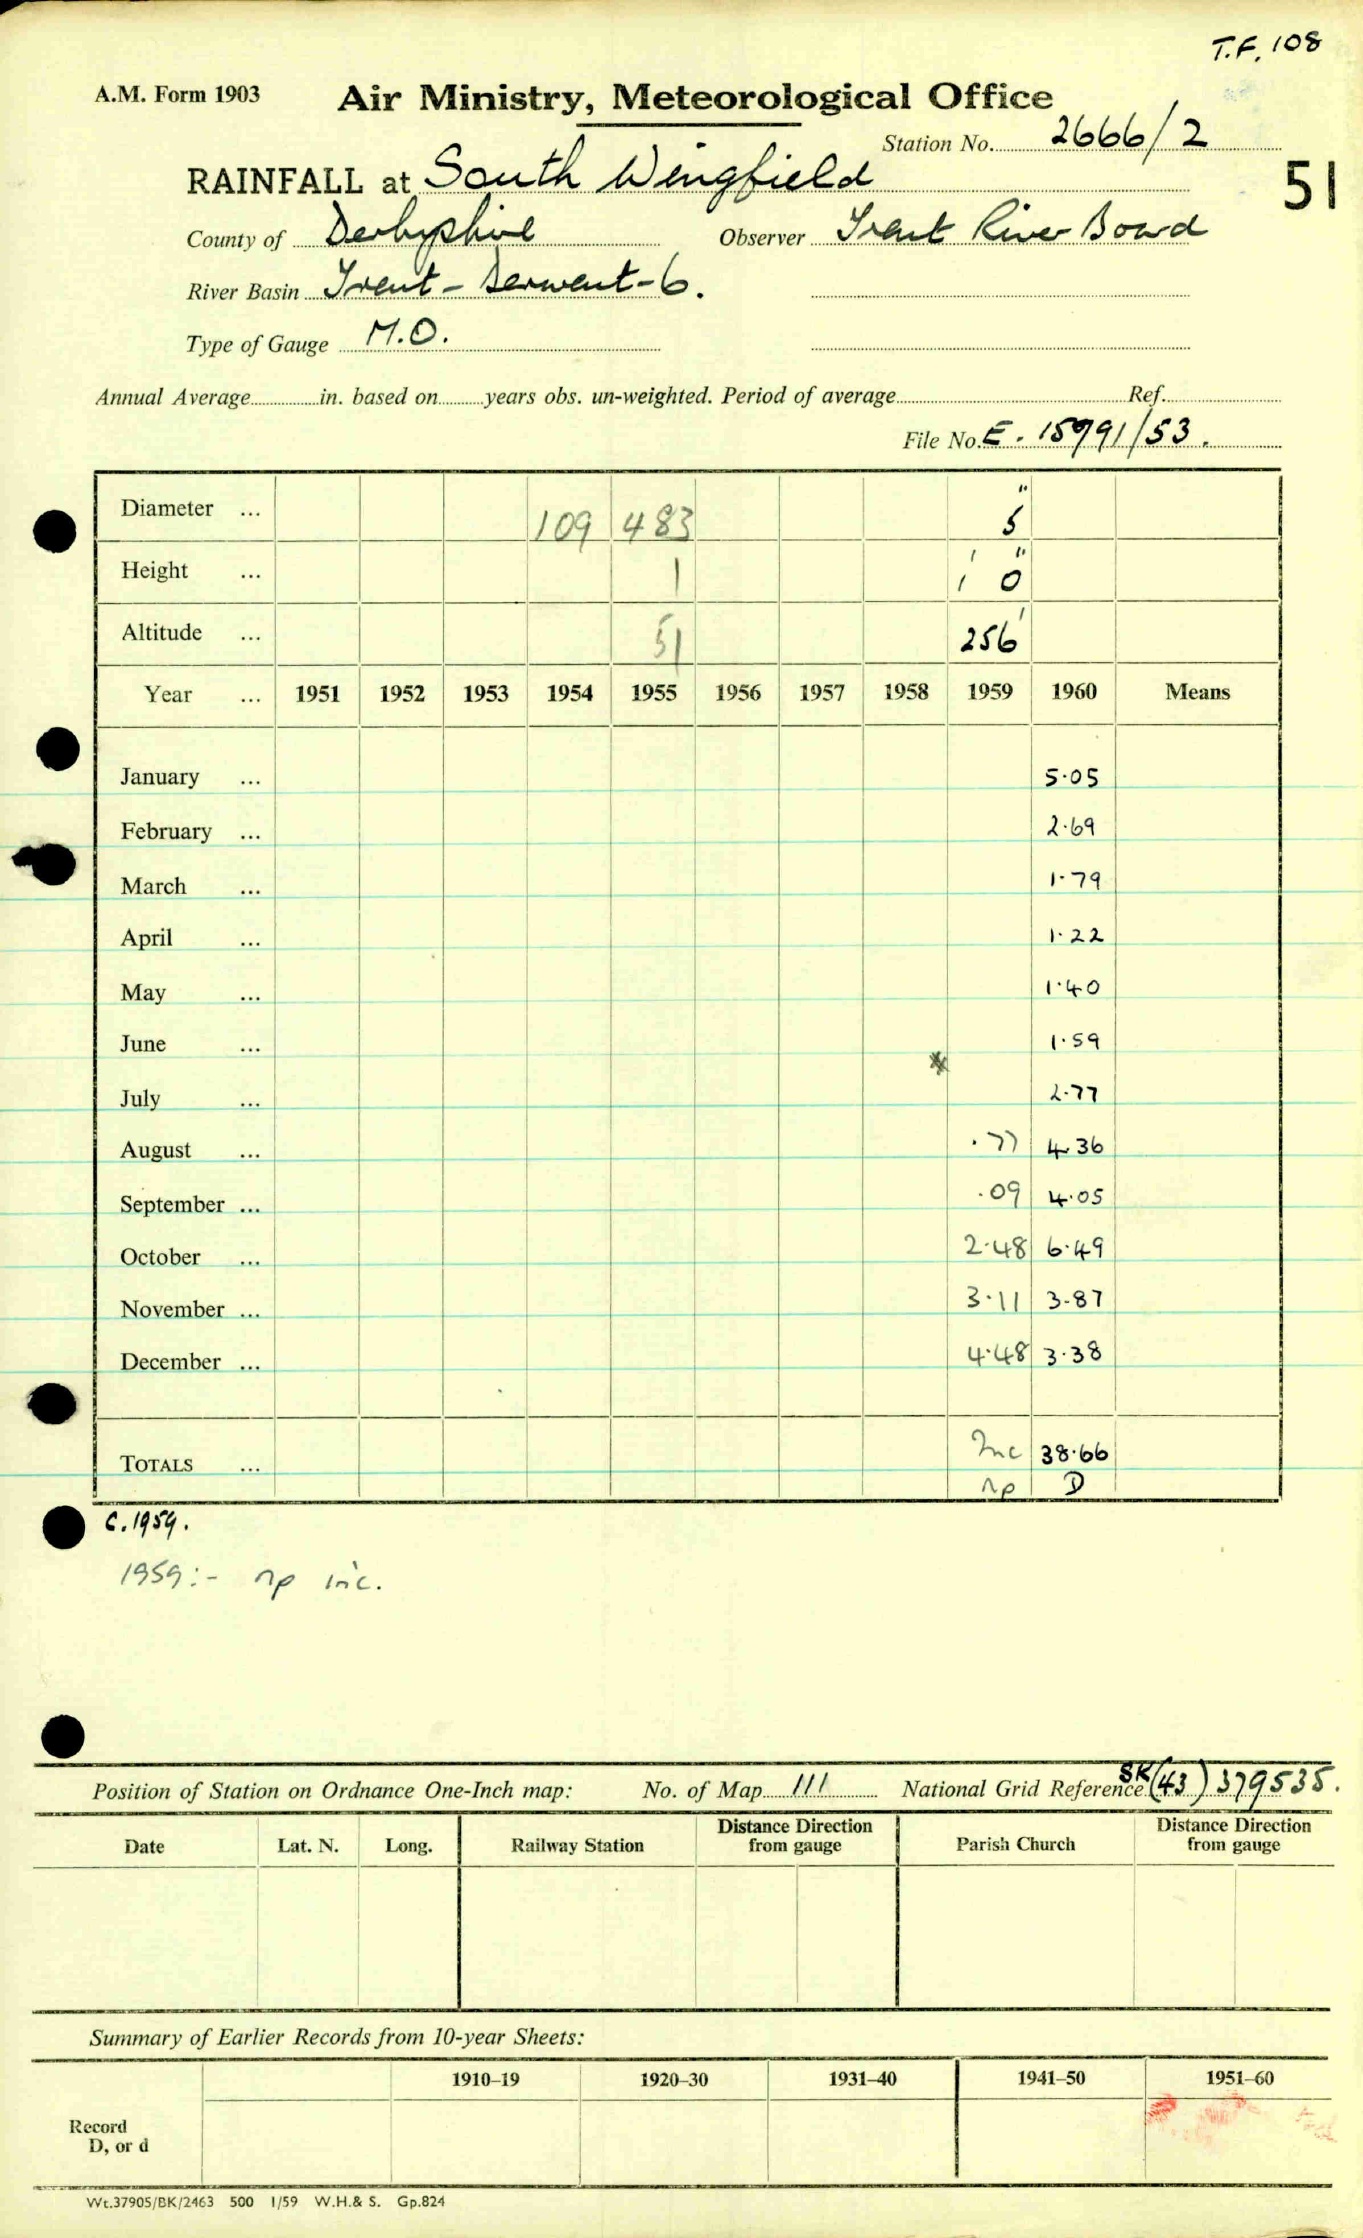 T.F. 108
A.M. Form 1903 Air Ministry, Meteorological Office
Station No. 2666/2
RAINFALL at South Wingfield 51
County of Derbyshire Observer Trent River Board
River Basin Trent - Derwent - 6.
Type of Gauge M.O.
Annual Average in. based on years obs. un-weighted. Period of average Ref.
File No. E. 15991/53.
Diameter ... 109 483 5"
Height ... 1 1' 0"
Altitude ... 51 256'
Year ... 1951 1952 1953 1954 1955 1956 1957 1958 1959 1960 Means
January ... 5.05
February ... 2.69
March ... 1.79
April ... 1.22
May ... 1.40
June ... 1.59
July ... 2.77
August ... .77 4.36
September ... .09 4.05
October ... 2.48 6.49
November ... 3.11 3.87
December ... 4.48 3.38
TOTALS ... Inc 38.66
np D
C. 1959.
1959:- np inc.
Position of Station on Ordnance One-Inch map: No. of Map 111 National Grid Reference SK (43) 379535.
Date Lat. N. Long. Railway Station Distance Direction from gauge Parish Church Distance Direction from gauge
Summary of Earlier Records from 10-year Sheets:
1910–19 1920–30 1931–40 1941–50 1951–60
Record
D, or d
Wt.37905/BK/2463 500 1/59 W.H.& S. Gp.824